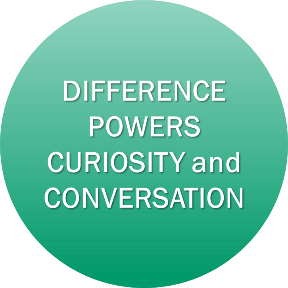 DIFFERENCE
POWERS
CURIOSITY and
CONVERSATION